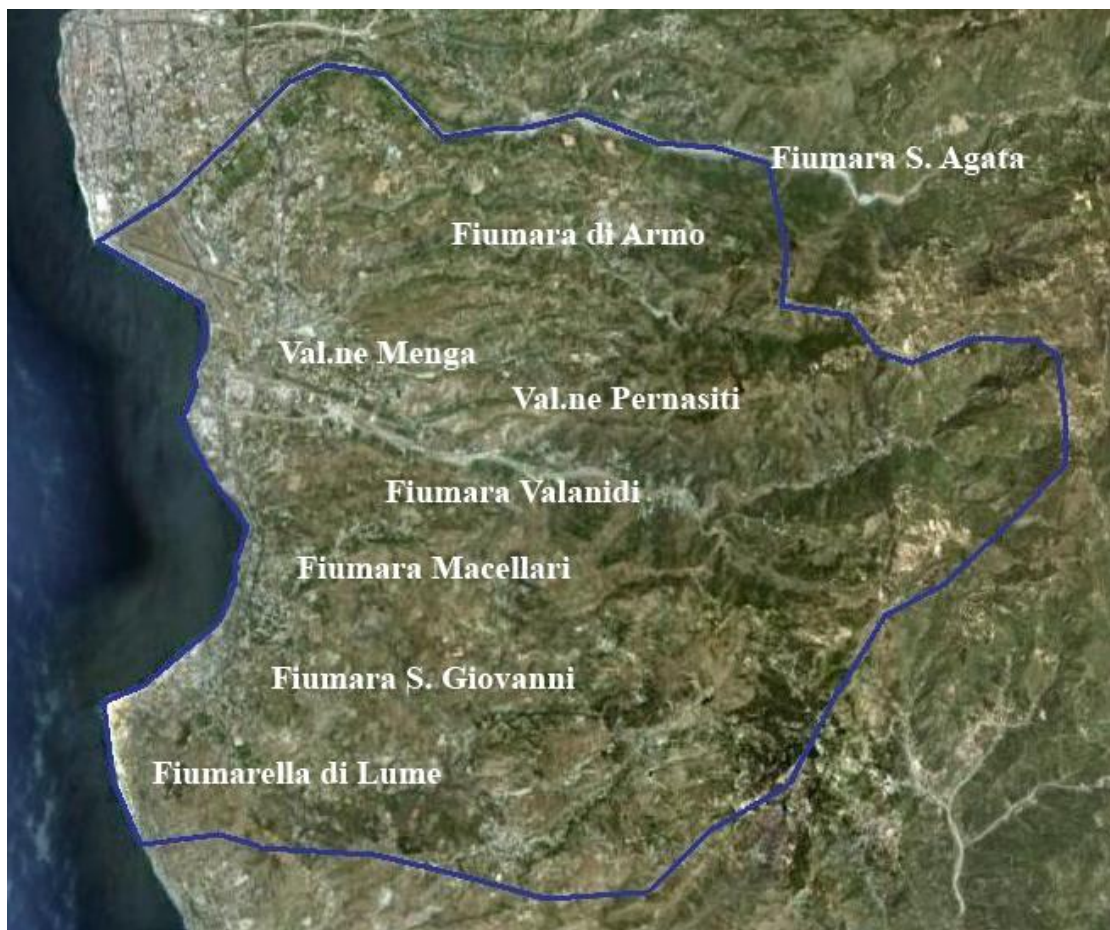 Fiumara S. Agata
Fiumara di Armo
Val.ne Menga
Val.ne Pernasiti
Fiumara Valanidi
Fiumara Macellari
Fiumara S. Giovanni
Fiumarella di Lume